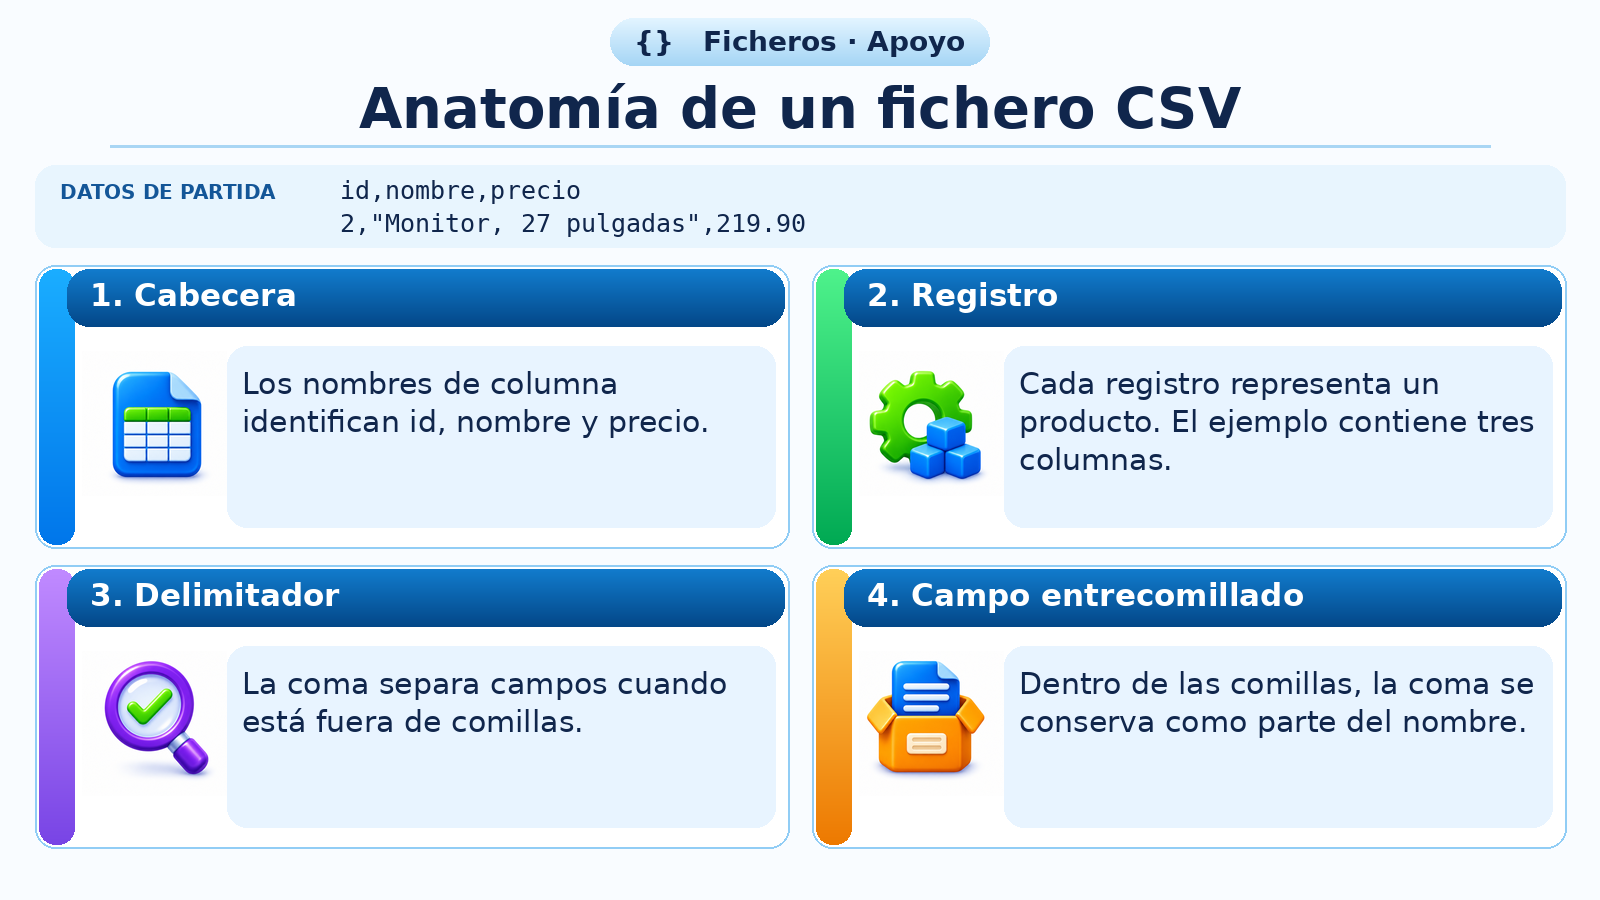 {} Ficheros · Apoyo
Anatomía de un fichero CSV
DATOS DE PARTIDA
id,nombre,precio
2,"Monitor, 27 pulgadas",219.90
1. Cabecera
Los nombres de columna
identifican id, nombre y precio.
2. Registro
Cada registro representa un
producto. El ejemplo contiene tres
columnas.
3. Delimitador
La coma separa campos cuando
está fuera de comillas.
4. Campo entrecomillado
Dentro de las comillas, la coma se
conserva como parte del nombre.